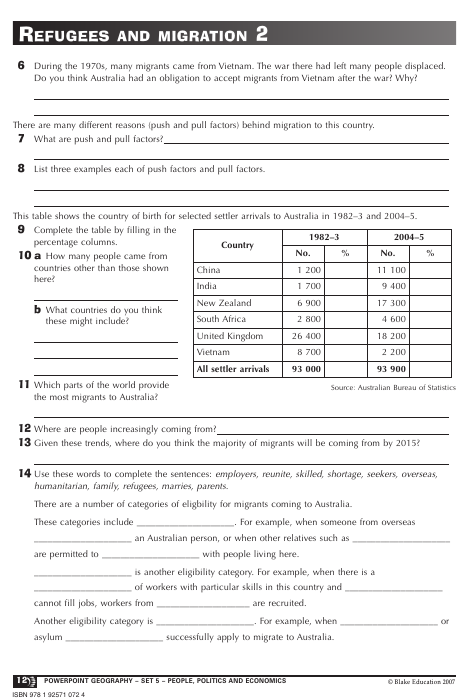 REFUGEES AND MIGRATION 2
6 During the 1970s, many migrants came from Vietnam. The war there had left many people displaced.
Do you think Australia had an obligation to accept migrants from Vietnam after the war? Why?
There are many different reasons (push and pull factors) behind migration to this country.
7 What are push and pull factors?
8 List three examples each of push factors and pull factors.
This table shows the country of birth for selected settler arrivals to Australia in 1982–3 and 2004–5.
9 Complete the table by filling in the
percentage columns.
10 a How many people came from
countries other than those shown
here?
b What countries do you think
these might include?
Country 1982–3 2004–5
No. % No. %
China 1 200 11 100
India 1 700 9 400
New Zealand 6 900 17 300
South Africa 2 800 4 600
United Kingdom 26 400 18 200
Vietnam 8 700 2 200
All settler arrivals 93 000 93 900
Source: Australian Bureau of Statistics
11 Which parts of the world provide
the most migrants to Australia?
12 Where are people increasingly coming from?
13 Given these trends, where do you think the majority of migrants will be coming from by 2015?
14 Use these words to complete the sentences: employers, reunite, skilled, shortage, seekers, overseas,
humanitarian, family, refugees, marries, parents.
There are a number of categories of eligbility for migrants coming to Australia.
These categories include ____________________. For example, when someone from overseas
____________________ an Australian person, or when other relatives such as ____________________
are permitted to ____________________ with people living here.
____________________ is another eligibility category. For example, when there is a
____________________ of workers with particular skills in this country and ____________________
cannot fill jobs, workers from ____________________ are recruited.
Another eligibility category is ____________________. For example, when ____________________ or
asylum ____________________ successfully apply to migrate to Australia.
12 POWERPOINT GEOGRAPHY – SET 5 – PEOPLE, POLITICS AND ECONOMICS © Blake Education 2007
ISBN 978 1 92571 072 4